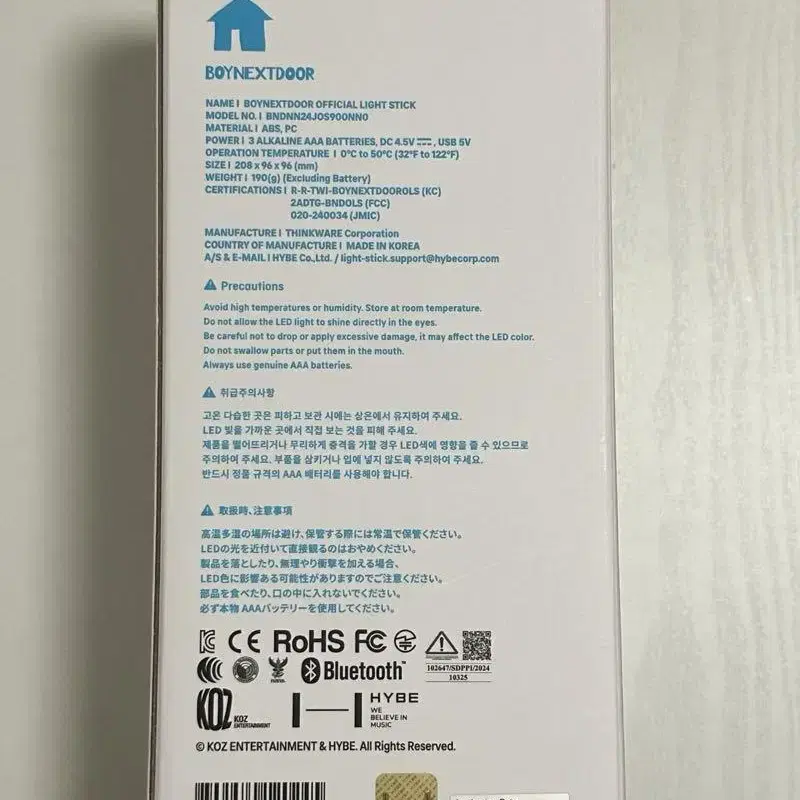 BOYNEXTDOOR
NAME | BOYNEXTDOOR OFFICIAL LIGHT STICK
MODEL NO. | BNDNN24JOS900NN0
MATERIAL | ABS, PC
POWER | 3 ALKALINE AAA BATTERIES, DC 4.5V ⎓, USB 5V
OPERATION TEMPERATURE | 0°C to 50°C (32°F to 122°F)
SIZE | 208 x 96 x 96 (mm)
WEIGHT | 190(g) (Excluding Battery)
CERTIFICATIONS | R-R-TWI-BOYNEXTDOOROLS (KC)
2ADTG-BNDOLS (FCC)
020-240034 (JMIC)
MANUFACTURE | THINKWARE Corporation
COUNTRY OF MANUFACTURE | MADE IN KOREA
A/S & E-MAIL | HYBE Co.,Ltd. / light-stick.support@hybecorp.com
Precautions
Avoid high temperatures or humidity. Store at room temperature.
Do not allow the LED light to shine directly in the eyes.
Be careful not to drop or apply excessive damage, it may affect the LED color.
Do not swallow parts or put them in the mouth.
Always use genuine AAA batteries.
취급주의사항
고온 다습한 곳은 피하고 보관 시에는 상온에서 유지하여 주세요.
LED 빛을 가까운 곳에서 직접 보는 것을 피해 주세요.
제품을 떨어뜨리거나 무리하게 충격을 가할 경우 LED색에 영향을 줄 수 있으므로
주의하여 주세요. 부품을 삼키거나 입에 넣지 않도록 주의하여 주세요.
반드시 정품 규격의 AAA 배터리를 사용해야 합니다.
取扱時、注意事項
高温多湿の場所は避け、保管する際には常温で保管ください。
LEDの光を近付いて直接観るのはおやめください。
製品を落としたり、無理やり衝撃を加える場合、
LED色に影響ある可能性がありますのでご注意ください。
部品を食べたり、口の中に入れないでください。
必ず本物 AAAバッテリーを使用してください。
CE RoHS FC
Bluetooth
102647/SDPPI/2024
10325
KOZ KOZ ENTERTAINMENT
HYBE
WE
BELIEVE IN
MUSIC
© KOZ ENTERTAINMENT & HYBE. All Rights Reserved.